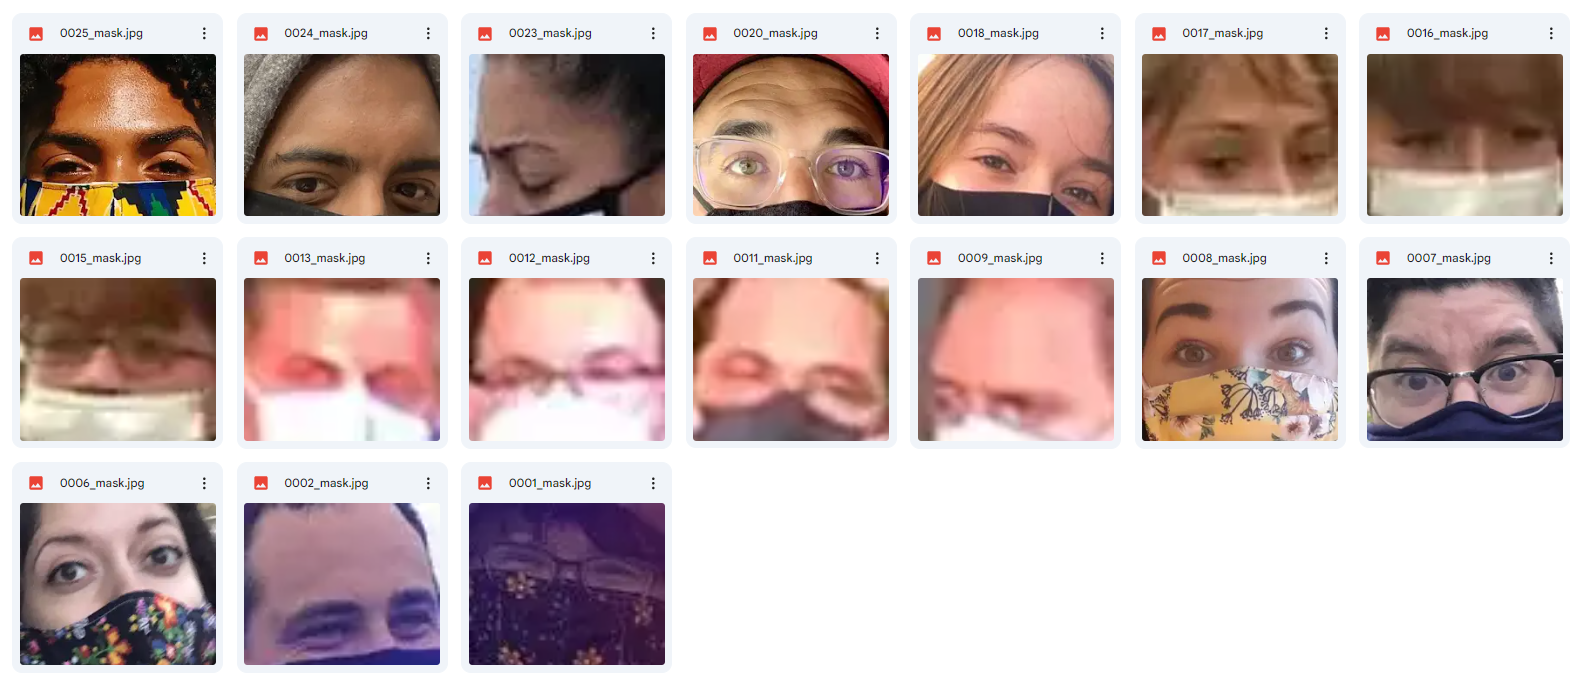 0025_mask.jpg
0024_mask.jpg
0023_mask.jpg
0020_mask.jpg
0018_mask.jpg
0017_mask.jpg
0016_mask.jpg
0015_mask.jpg
0013_mask.jpg
0012_mask.jpg
0011_mask.jpg
0009_mask.jpg
0008_mask.jpg
0007_mask.jpg
0006_mask.jpg
0002_mask.jpg
0001_mask.jpg